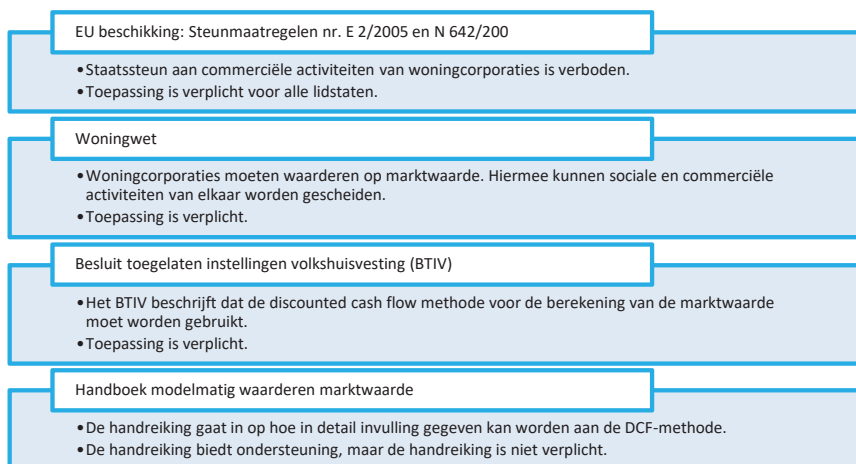 EU beschikking: Steunmaatregelen nr. E 2/2005 en N 642/200
•Staatssteun aan commerciële activiteiten van woningcorporaties is verboden.
•Toepassing is verplicht voor alle lidstaten.
Woningwet
•Woningcorporaties moeten waarderen op marktwaarde. Hiermee kunnen sociale en commerciële
activiteiten van elkaar worden gescheiden.
•Toepassing is verplicht.
Besluit toegelaten instellingen volkshuisvesting (BTIV)
•Het BTIV beschrijft dat de discounted cash flow methode voor de berekening van de marktwaarde
moet worden gebruikt.
•Toepassing is verplicht.
Handboek modelmatig waarderen marktwaarde
•De handreiking gaat in op hoe in detail invulling gegeven kan worden aan de DCF-methode.
•De handreiking biedt ondersteuning, maar de handreiking is niet verplicht.